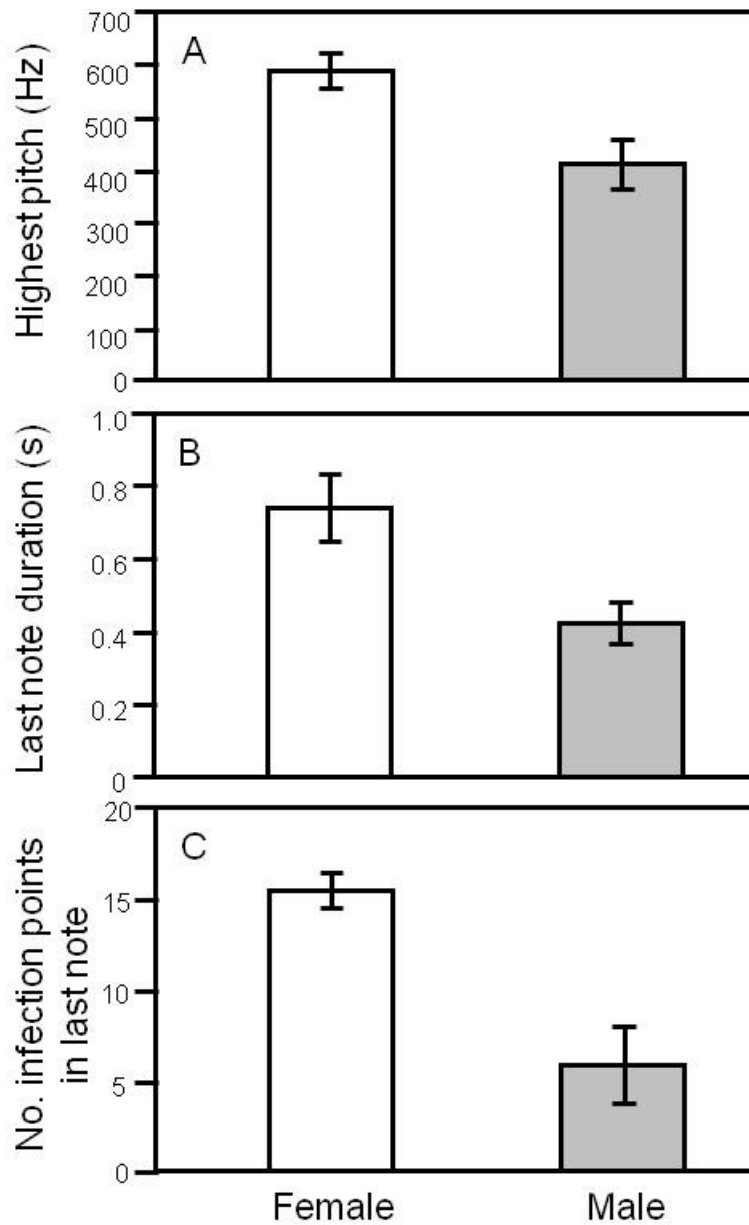 Highest pitch (Hz)
700
600
500
400
300
200
100
0
A
Last note duration (s)
1.0
0.8
0.6
0.4
0.2
0
B
No. infection points
in last note
20
15
10
5
0
C
Female
Male